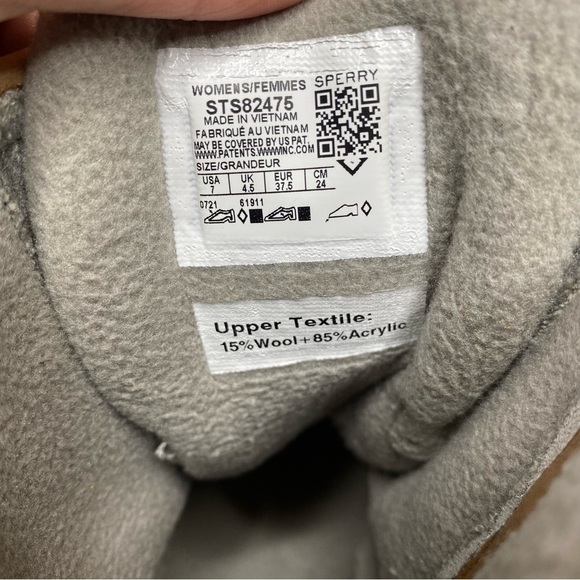 WOMENS/FEMMES SPERRY
STS82475
MADE IN VIETNAM
FABRIQUÉ AU VIETNAM
MAY BE COVERED BY US PAT.
WWW.PATENTS.WWWINC.COM
SIZE/GRANDEUR
USA UK EUR CM
7 4.5 37.5 24
0721 61911
Upper Textile:
15%Wool+85%Acrylic